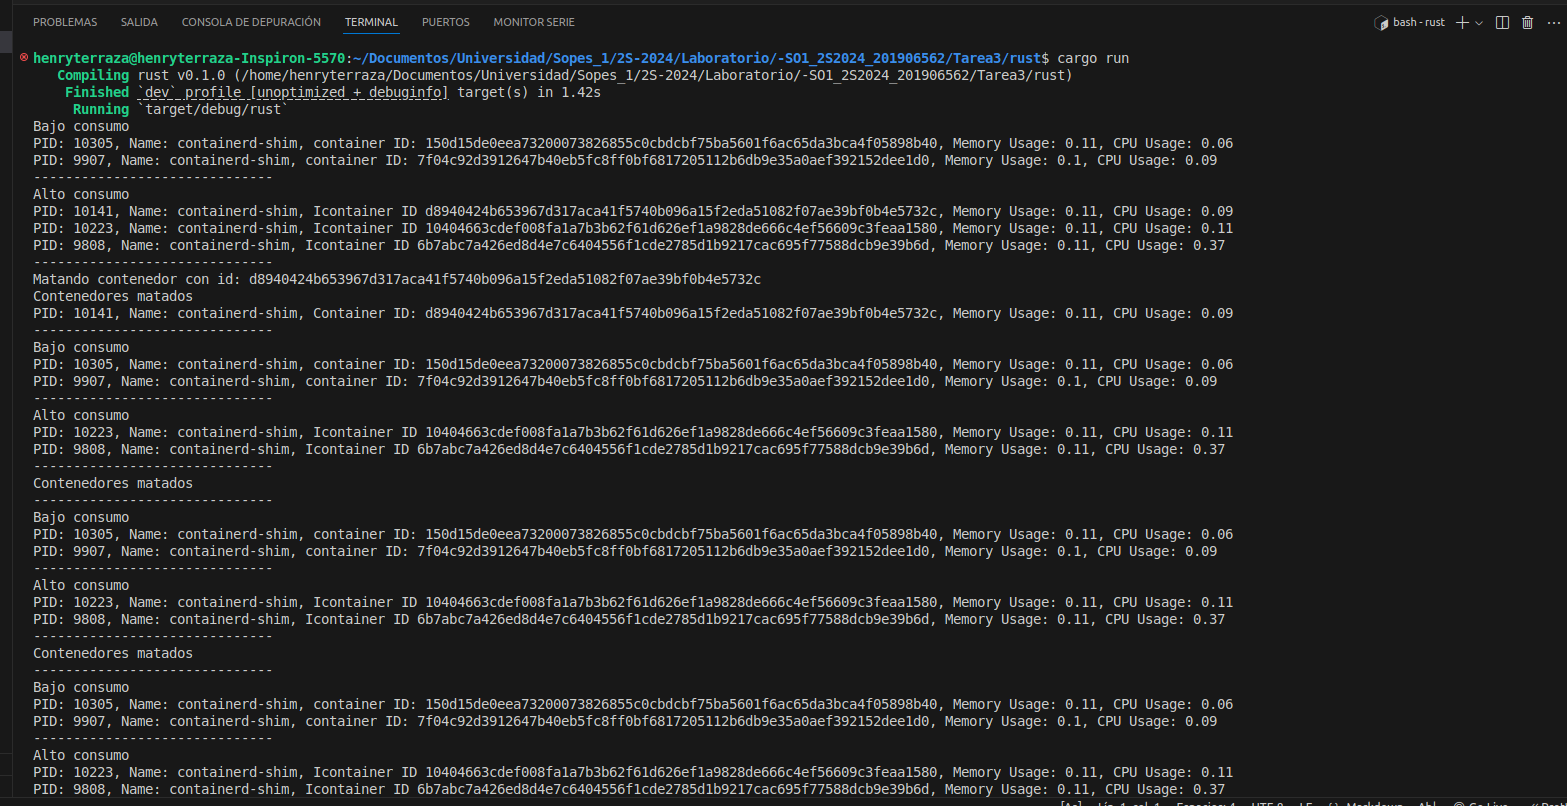 PROBLEMAS SALIDA CONSOLA DE DEPURACIÓN TERMINAL PUERTOS MONITOR SERIE bash - rust
henryterraza@henryterraza-Inspiron-5570:~/Documentos/Universidad/Sopes_1/2S-2024/Laboratorio/-SO1_2S2024_201906562/Tarea3/rust$ cargo run
Compiling rust v0.1.0 (/home/henryterraza/Documentos/Universidad/Sopes_1/2S-2024/Laboratorio/-SO1_2S2024_201906562/Tarea3/rust)
Finished `dev` profile [unoptimized + debuginfo] target(s) in 1.42s
Running `target/debug/rust`
Bajo consumo
PID: 10305, Name: containerd-shim, container ID: 150d15de0eea73200073826855c0cbdcbf75ba5601f6ac65da3bca4f05898b40, Memory Usage: 0.11, CPU Usage: 0.06
PID: 9907, Name: containerd-shim, container ID: 7f04c92d3912647b40eb5fc8ff0bf6817205112b6db9e35a0aef392152dee1d0, Memory Usage: 0.1, CPU Usage: 0.09
------------------------------
Alto consumo
PID: 10141, Name: containerd-shim, Icontainer ID d8940424b653967d317aca41f5740b096a15f2eda51082f07ae39bf0b4e5732c, Memory Usage: 0.11, CPU Usage: 0.09
PID: 10223, Name: containerd-shim, Icontainer ID 10404663cdef008fa1a7b3b62f61d626ef1a9828de666c4ef56609c3feaa1580, Memory Usage: 0.11, CPU Usage: 0.11
PID: 9808, Name: containerd-shim, Icontainer ID 6b7abc7a426ed8d4e7c6404556f1cde2785d1b9217cac695f77588dcb9e39b6d, Memory Usage: 0.11, CPU Usage: 0.37
------------------------------
Matando contenedor con id: d8940424b653967d317aca41f5740b096a15f2eda51082f07ae39bf0b4e5732c
Contenedores matados
PID: 10141, Name: containerd-shim, Container ID: d8940424b653967d317aca41f5740b096a15f2eda51082f07ae39bf0b4e5732c, Memory Usage: 0.11, CPU Usage: 0.09
------------------------------
Bajo consumo
PID: 10305, Name: containerd-shim, container ID: 150d15de0eea73200073826855c0cbdcbf75ba5601f6ac65da3bca4f05898b40, Memory Usage: 0.11, CPU Usage: 0.06
PID: 9907, Name: containerd-shim, container ID: 7f04c92d3912647b40eb5fc8ff0bf6817205112b6db9e35a0aef392152dee1d0, Memory Usage: 0.1, CPU Usage: 0.09
------------------------------
Alto consumo
PID: 10223, Name: containerd-shim, Icontainer ID 10404663cdef008fa1a7b3b62f61d626ef1a9828de666c4ef56609c3feaa1580, Memory Usage: 0.11, CPU Usage: 0.11
PID: 9808, Name: containerd-shim, Icontainer ID 6b7abc7a426ed8d4e7c6404556f1cde2785d1b9217cac695f77588dcb9e39b6d, Memory Usage: 0.11, CPU Usage: 0.37
------------------------------
Contenedores matados
------------------------------
Bajo consumo
PID: 10305, Name: containerd-shim, container ID: 150d15de0eea73200073826855c0cbdcbf75ba5601f6ac65da3bca4f05898b40, Memory Usage: 0.11, CPU Usage: 0.06
PID: 9907, Name: containerd-shim, container ID: 7f04c92d3912647b40eb5fc8ff0bf6817205112b6db9e35a0aef392152dee1d0, Memory Usage: 0.1, CPU Usage: 0.09
------------------------------
Alto consumo
PID: 10223, Name: containerd-shim, Icontainer ID 10404663cdef008fa1a7b3b62f61d626ef1a9828de666c4ef56609c3feaa1580, Memory Usage: 0.11, CPU Usage: 0.11
PID: 9808, Name: containerd-shim, Icontainer ID 6b7abc7a426ed8d4e7c6404556f1cde2785d1b9217cac695f77588dcb9e39b6d, Memory Usage: 0.11, CPU Usage: 0.37
------------------------------
Contenedores matados
------------------------------
Bajo consumo
PID: 10305, Name: containerd-shim, container ID: 150d15de0eea73200073826855c0cbdcbf75ba5601f6ac65da3bca4f05898b40, Memory Usage: 0.11, CPU Usage: 0.06
PID: 9907, Name: containerd-shim, container ID: 7f04c92d3912647b40eb5fc8ff0bf6817205112b6db9e35a0aef392152dee1d0, Memory Usage: 0.1, CPU Usage: 0.09
------------------------------
Alto consumo
PID: 10223, Name: containerd-shim, Icontainer ID 10404663cdef008fa1a7b3b62f61d626ef1a9828de666c4ef56609c3feaa1580, Memory Usage: 0.11, CPU Usage: 0.11
PID: 9808, Name: containerd-shim, Icontainer ID 6b7abc7a426ed8d4e7c6404556f1cde2785d1b9217cac695f77588dcb9e39b6d, Memory Usage: 0.11, CPU Usage: 0.37